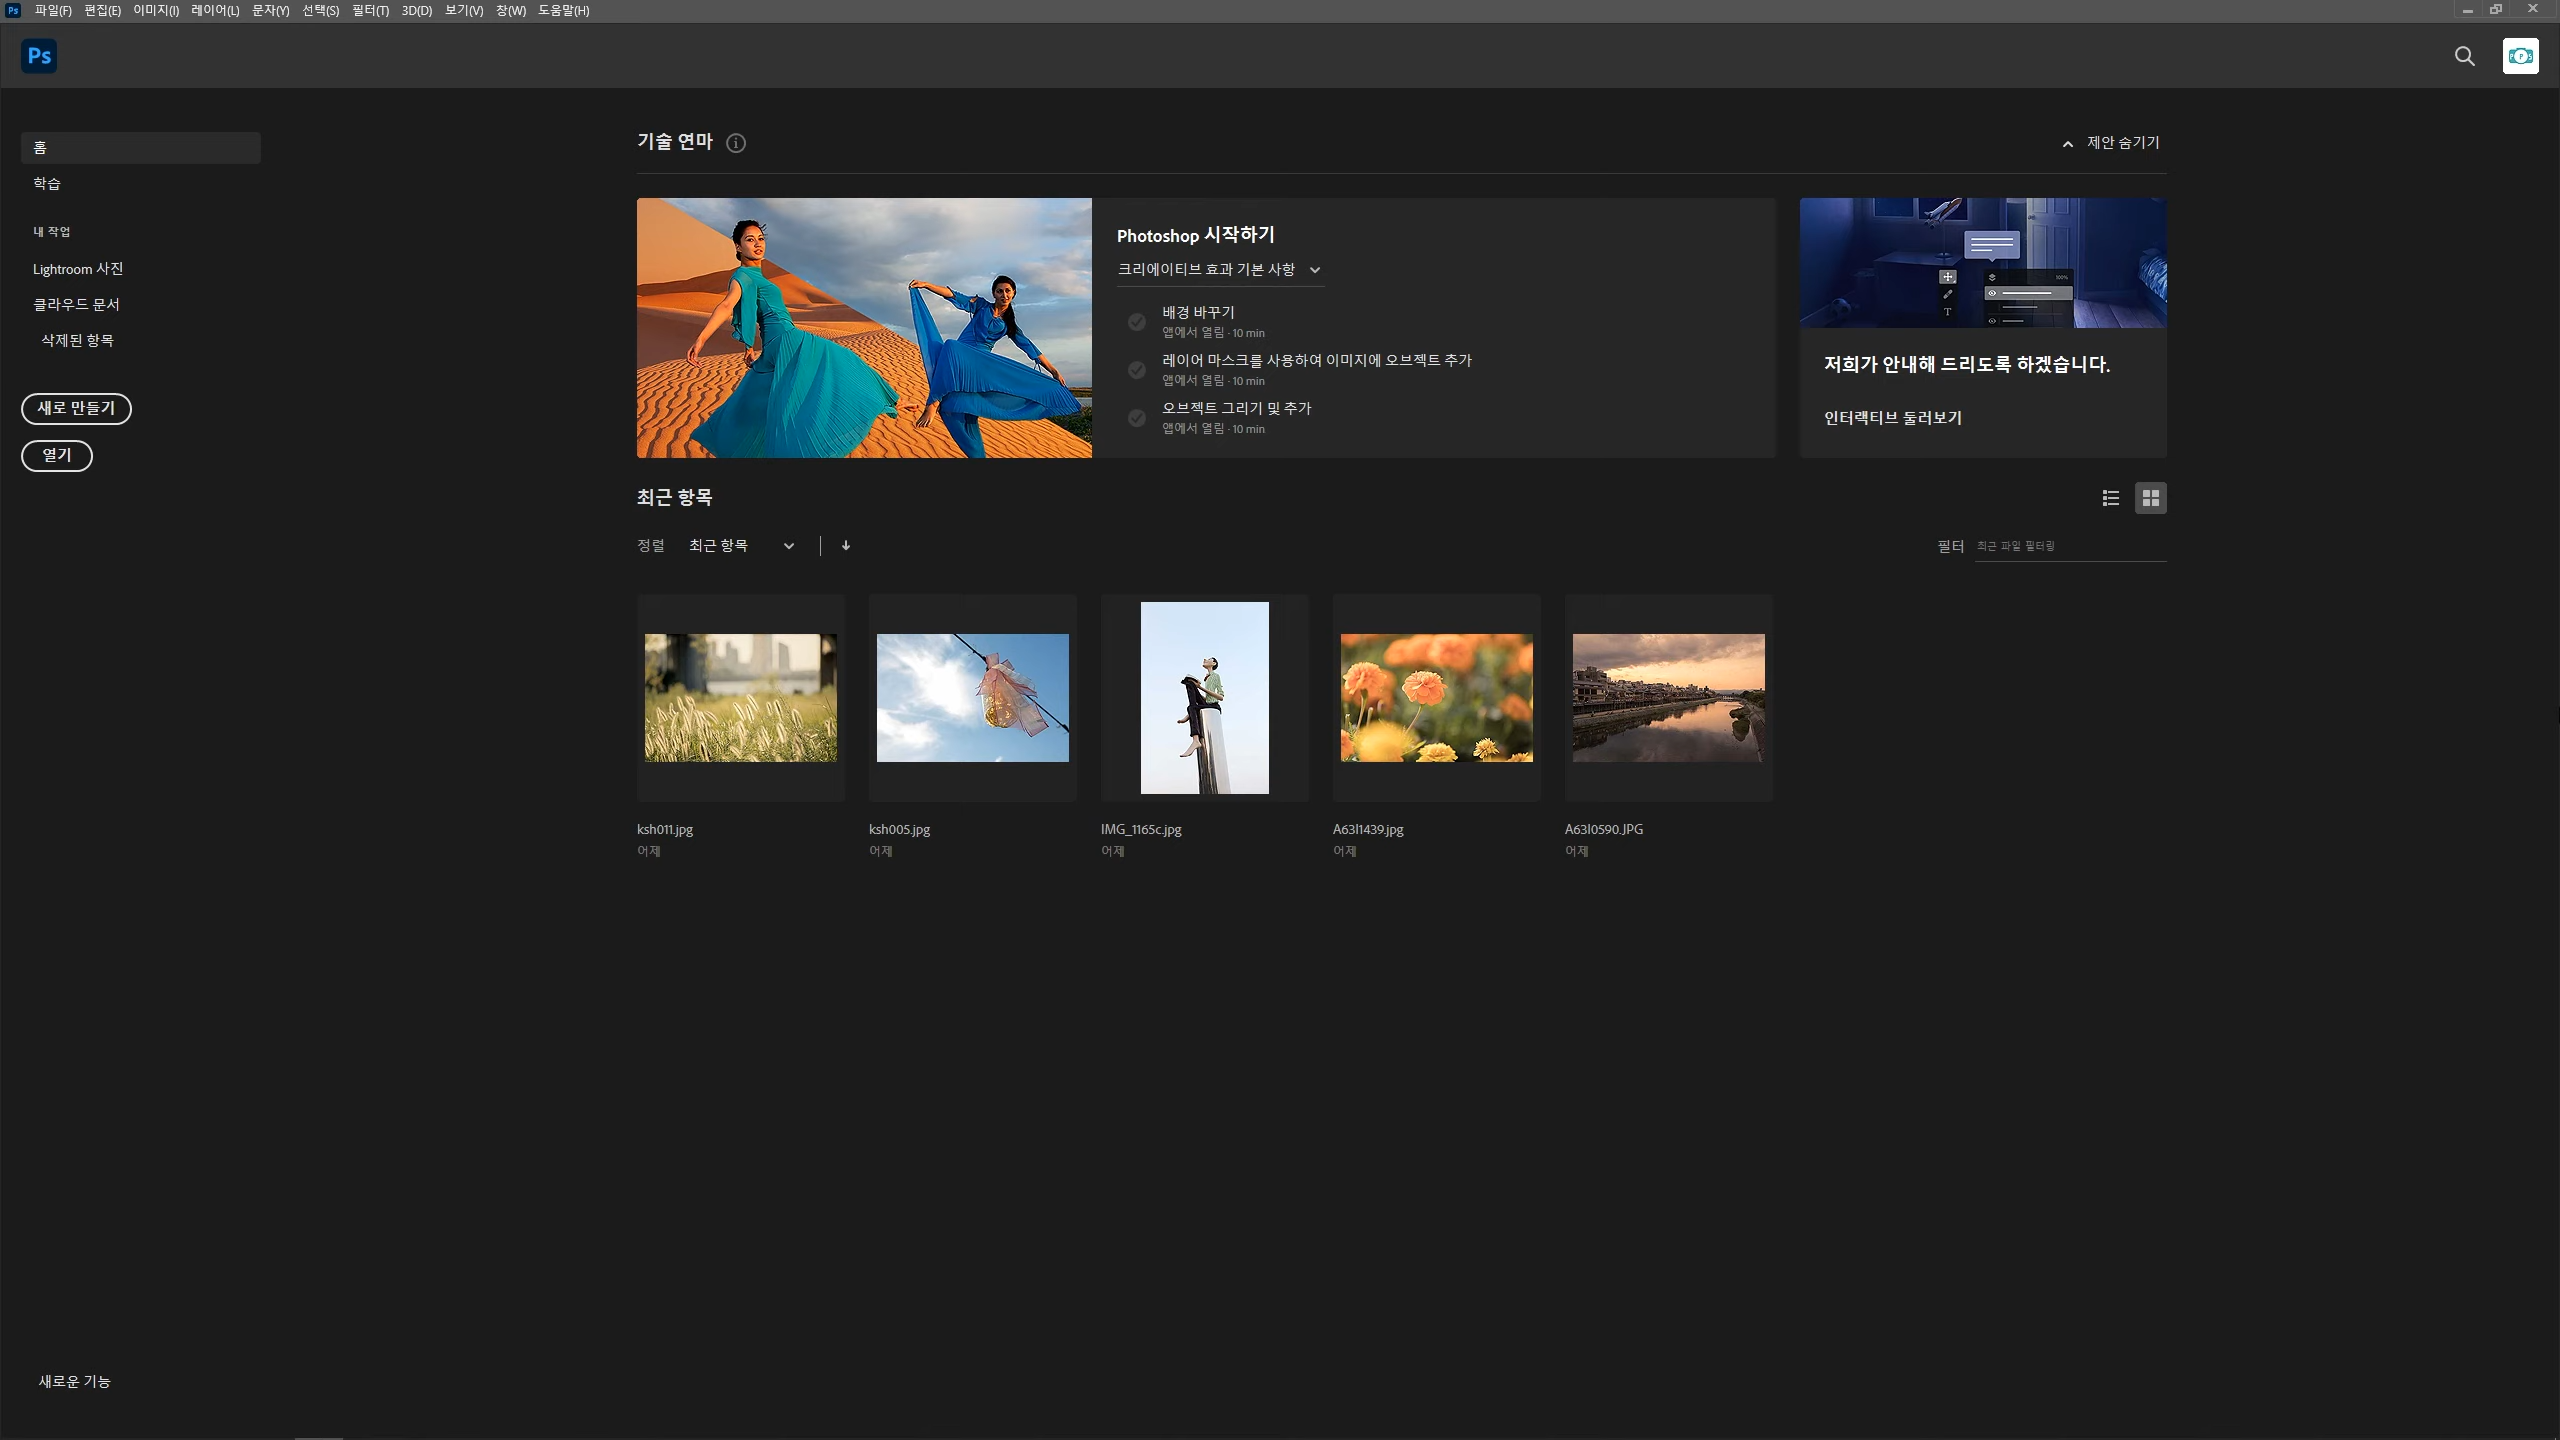 Ps 파일(F) 편집(E) 이미지(I) 레이어(L) 문자(Y) 선택(S) 필터(T) 3D(D) 보기(V) 창(W) 도움말(H)
Ps
홈
학습
내 작업
Lightroom 사진
클라우드 문서
삭제된 항목
새로 만들기
열기
기술 연마
제안 숨기기
Photoshop 시작하기
크리에이티브 효과 기본 사항
배경 바꾸기
앱에서 열림 · 10 min
레이어 마스크를 사용하여 이미지에 오브젝트 추가
앱에서 열림 · 10 min
오브젝트 그리기 및 추가
앱에서 열림 · 10 min
100%
T
저희가 안내해 드리도록 하겠습니다.
인터랙티브 둘러보기
최근 항목
정렬 최근 항목
필터 최근 파일 필터링
ksh011.jpg
어제
ksh005.jpg
어제
IMG_1165c.jpg
어제
A63I1439.jpg
어제
A63I0590.JPG
어제
새로운 기능